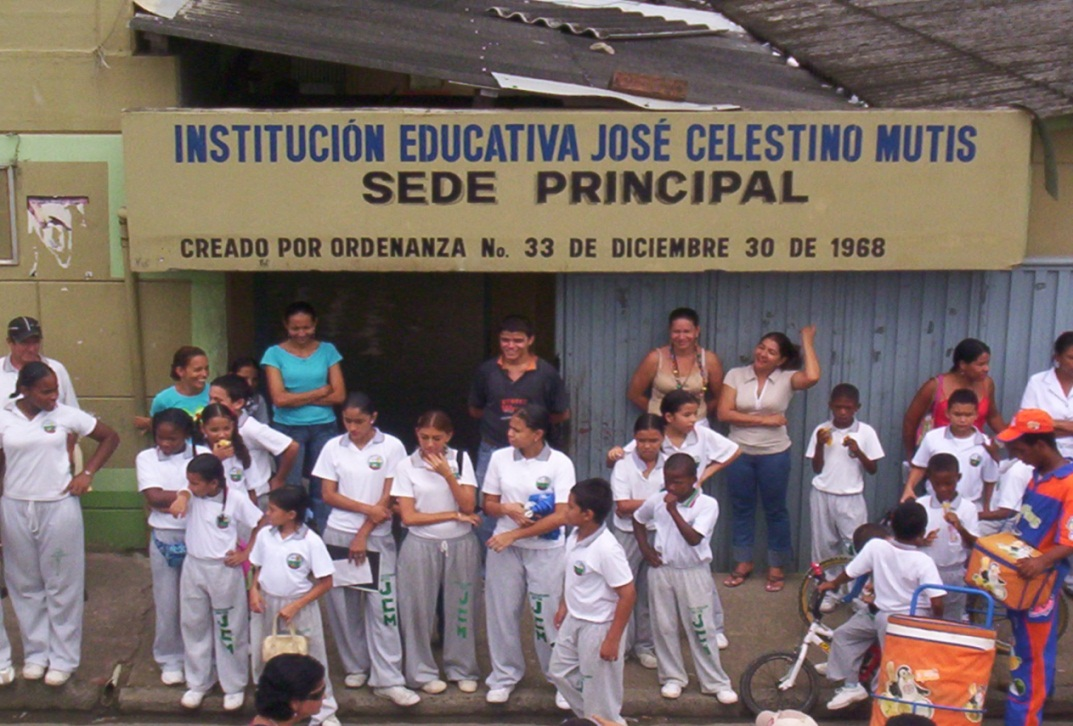 INSTITUCIÓN EDUCATIVA JOSÉ CELESTINO MUTIS
SEDE PRINCIPAL
CREADO POR ORDENANZA No. 33 DE DICIEMBRE 30 DE 1968